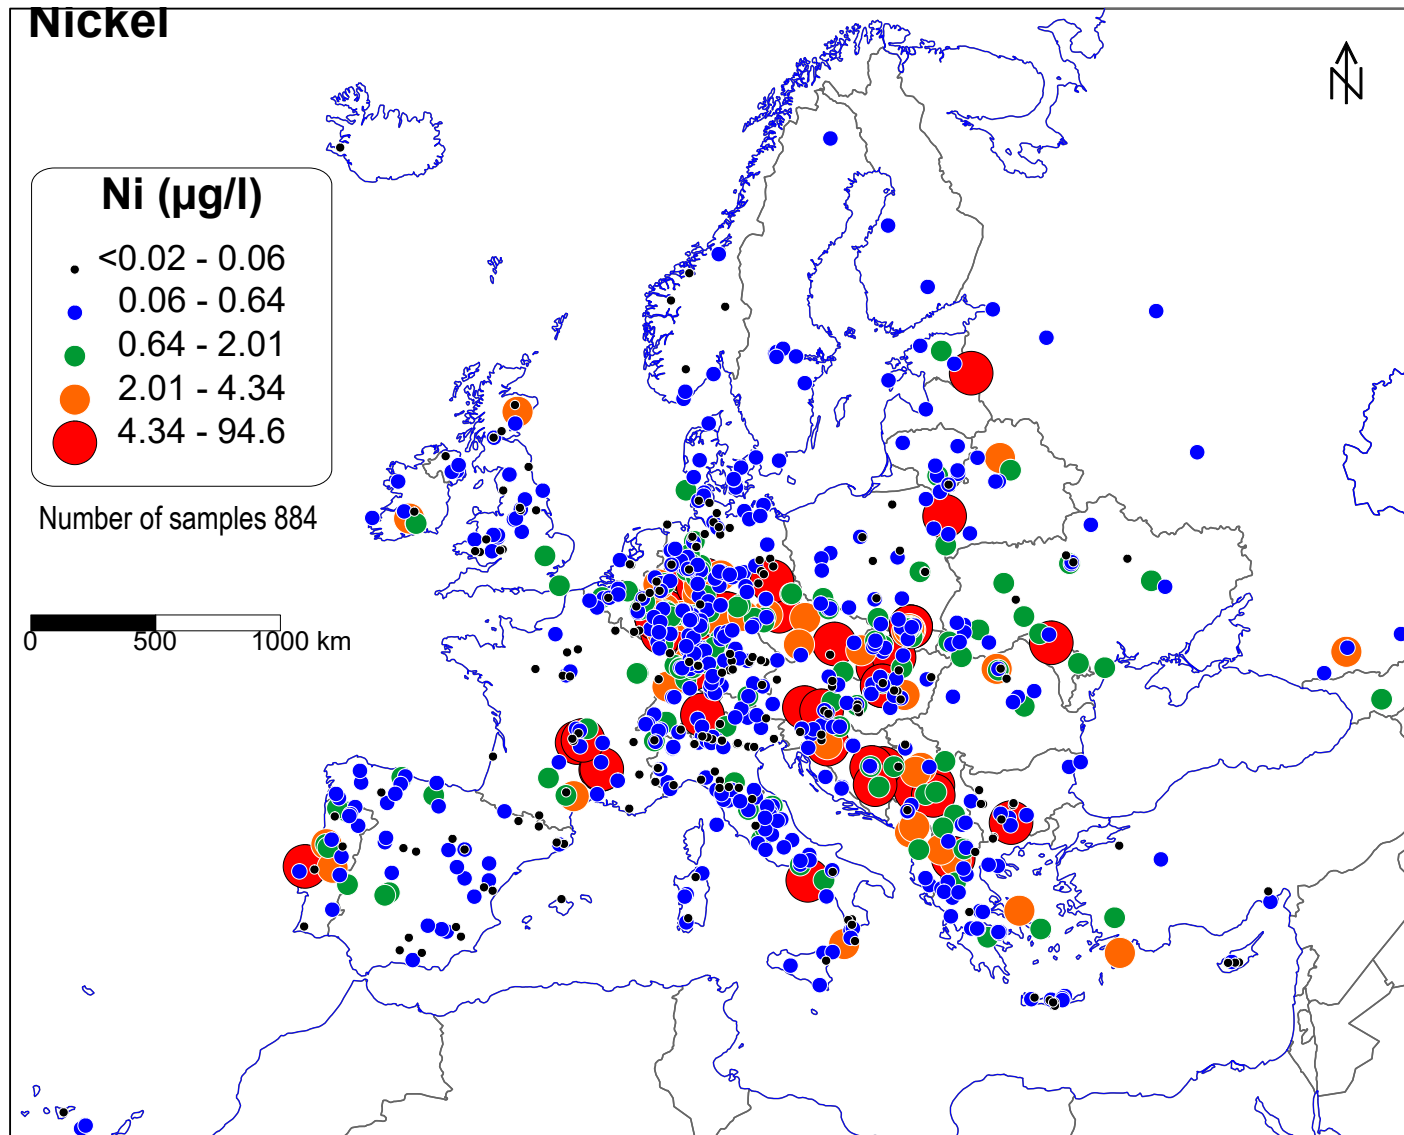 Nickel
N
Ni (µg/l)
<0.02 - 0.06
0.06 - 0.64
0.64 - 2.01
2.01 - 4.34
4.34 - 94.6
Number of samples 884
0 500 1000 km